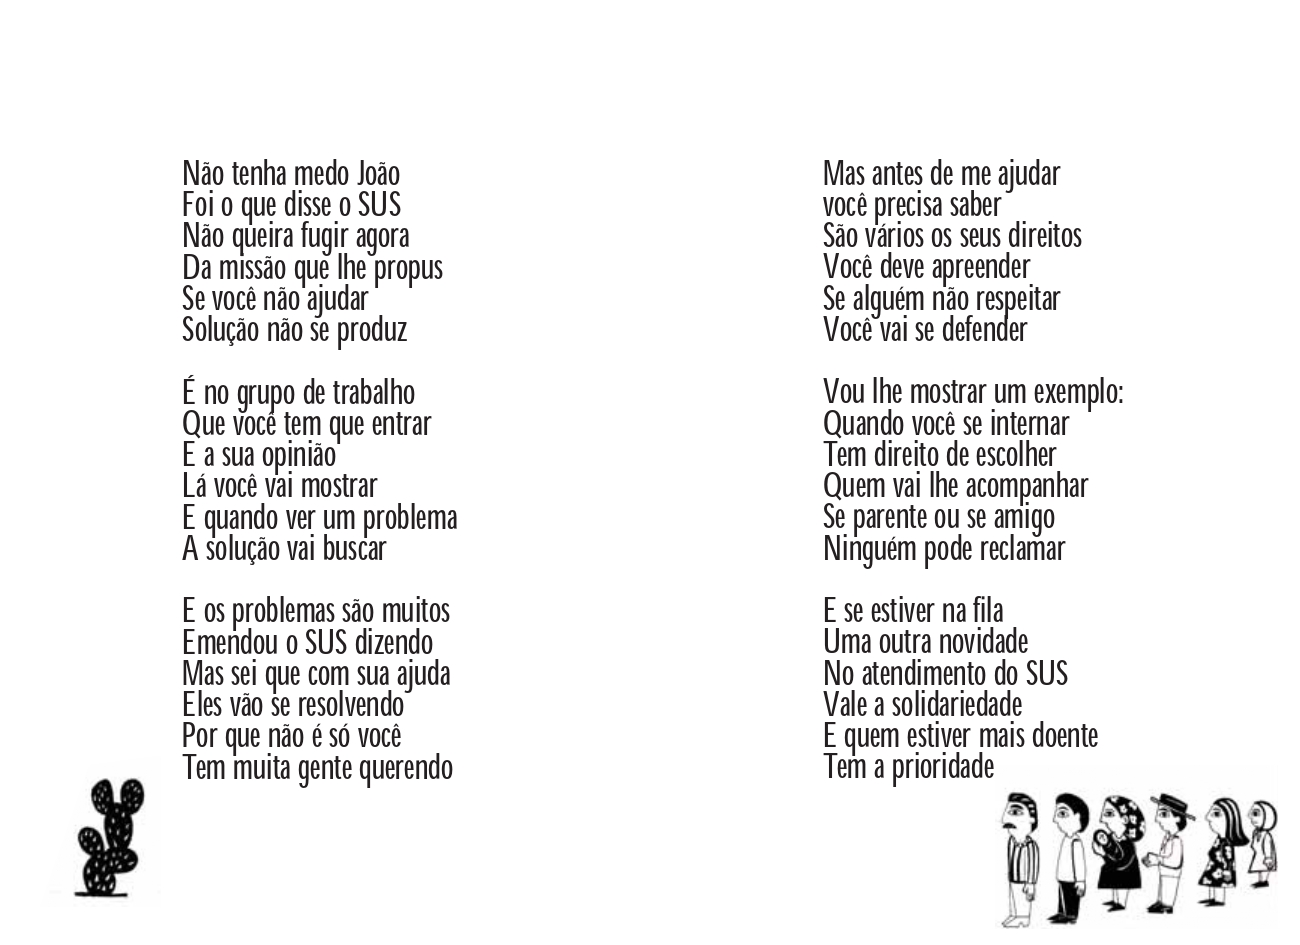 Não tenha medo João
Foi o que disse o SUS
Não queira fugir agora
Da missão que lhe propus
Se você não ajudar
Solução não se produz

É no grupo de trabalho
Que você tem que entrar
E a sua opinião
Lá você vai mostrar
E quando ver um problema
A solução vai buscar

E os problemas são muitos
Emendou o SUS dizendo
Mas sei que com sua ajuda
Eles vão se resolvendo
Por que não é só você
Tem muita gente querendo

Mas antes de me ajudar
você precisa saber
São vários os seus direitos
Você deve apreender
Se alguém não respeitar
Você vai se defender

Vou lhe mostrar um exemplo:
Quando você se internar
Tem direito de escolher
Quem vai lhe acompanhar
Se parente ou se amigo
Ninguém pode reclamar

E se estiver na fila
Uma outra novidade
No atendimento do SUS
Vale a solidariedade
E quem estiver mais doente
Tem a prioridade